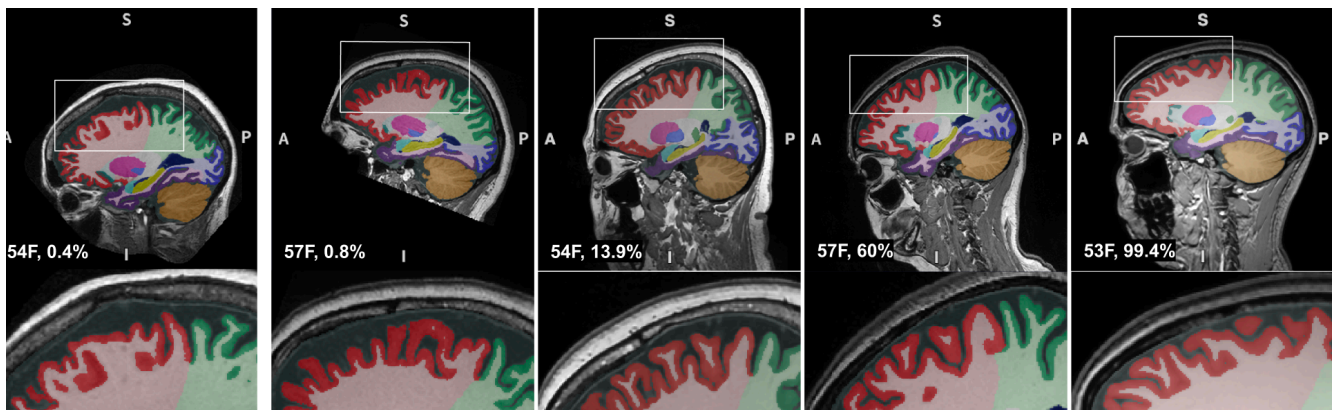 S
S
S
S
S
A
P
A
P
A
P
A
P
A
P
54F, 0.4%
57F, 0.8%
54F, 13.9%
57F, 60%
53F, 99.4%
I
I
I
I
I